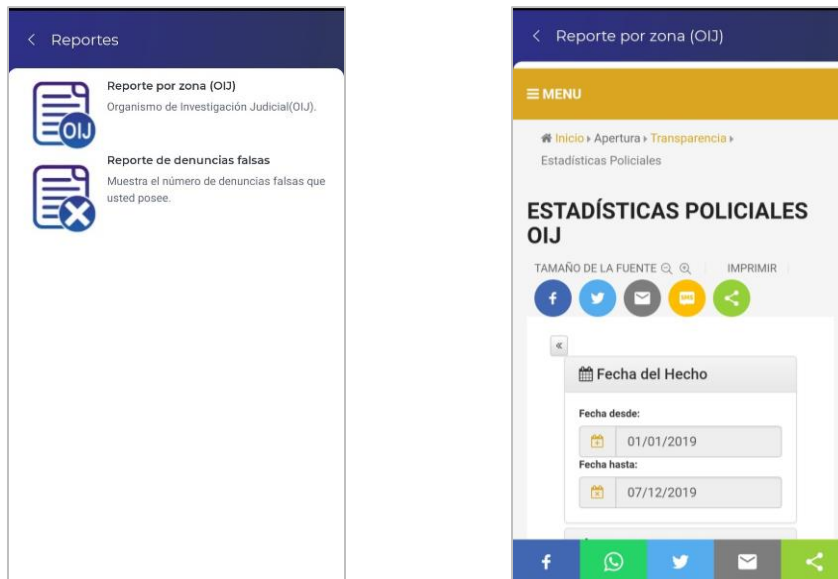 Reportes
Reporte por zona (OIJ)
Organismo de Investigación Judicial(OIJ).
OIJ
Reporte de denuncias falsas
Muestra el número de denuncias falsas que
usted posee.
Reporte por zona (OIJ)
MENU
Inicio Apertura Transparencia
Estadísticas Policiales
ESTADÍSTICAS POLICIALES
OIJ
TAMAÑO DE LA FUENTE IMPRIMIR
Fecha del Hecho
Fecha desde:
01/01/2019
Fecha hasta:
07/12/2019